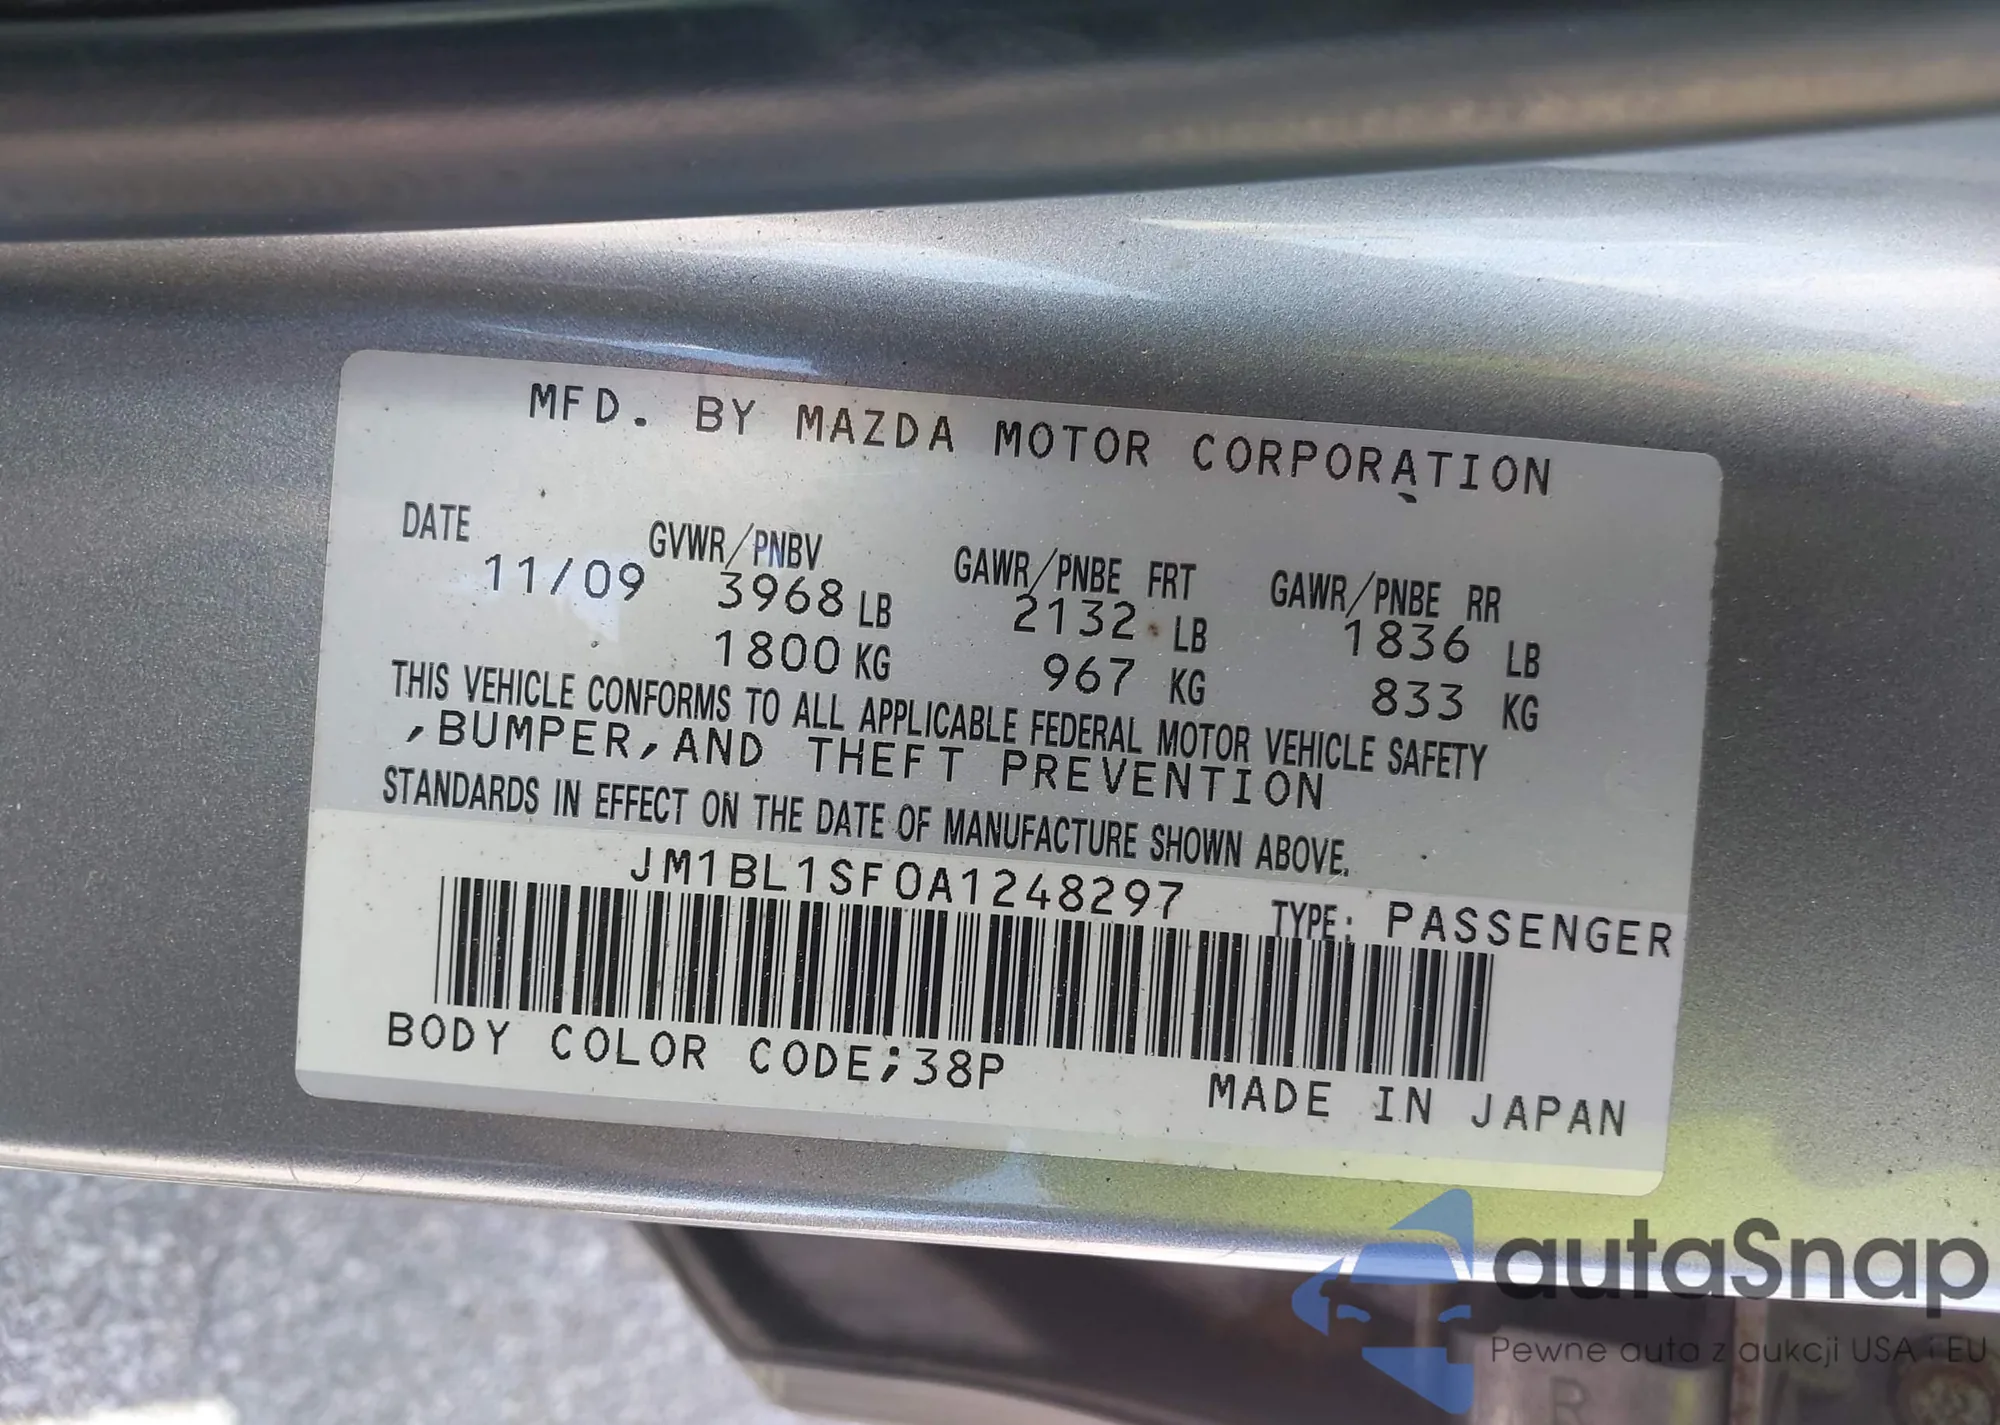 MFD. BY MAZDA MOTOR CORPORATION
DATE GVWR/PNBV GAWR/PNBE FRT GAWR/PNBE RR
11/09 3968 LB 2132 LB 1836 LB
1800 KG 967 KG 833 KG
THIS VEHICLE CONFORMS TO ALL APPLICABLE FEDERAL MOTOR VEHICLE SAFETY
,BUMPER,AND THEFT PREVENTION
STANDARDS IN EFFECT ON THE DATE OF MANUFACTURE SHOWN ABOVE.
JM1BL1SF0A1248297 TYPE: PASSENGER
BODY COLOR CODE;38P
MADE IN JAPAN
autaSnap
Pewne auta z aukcji USA i EU
R